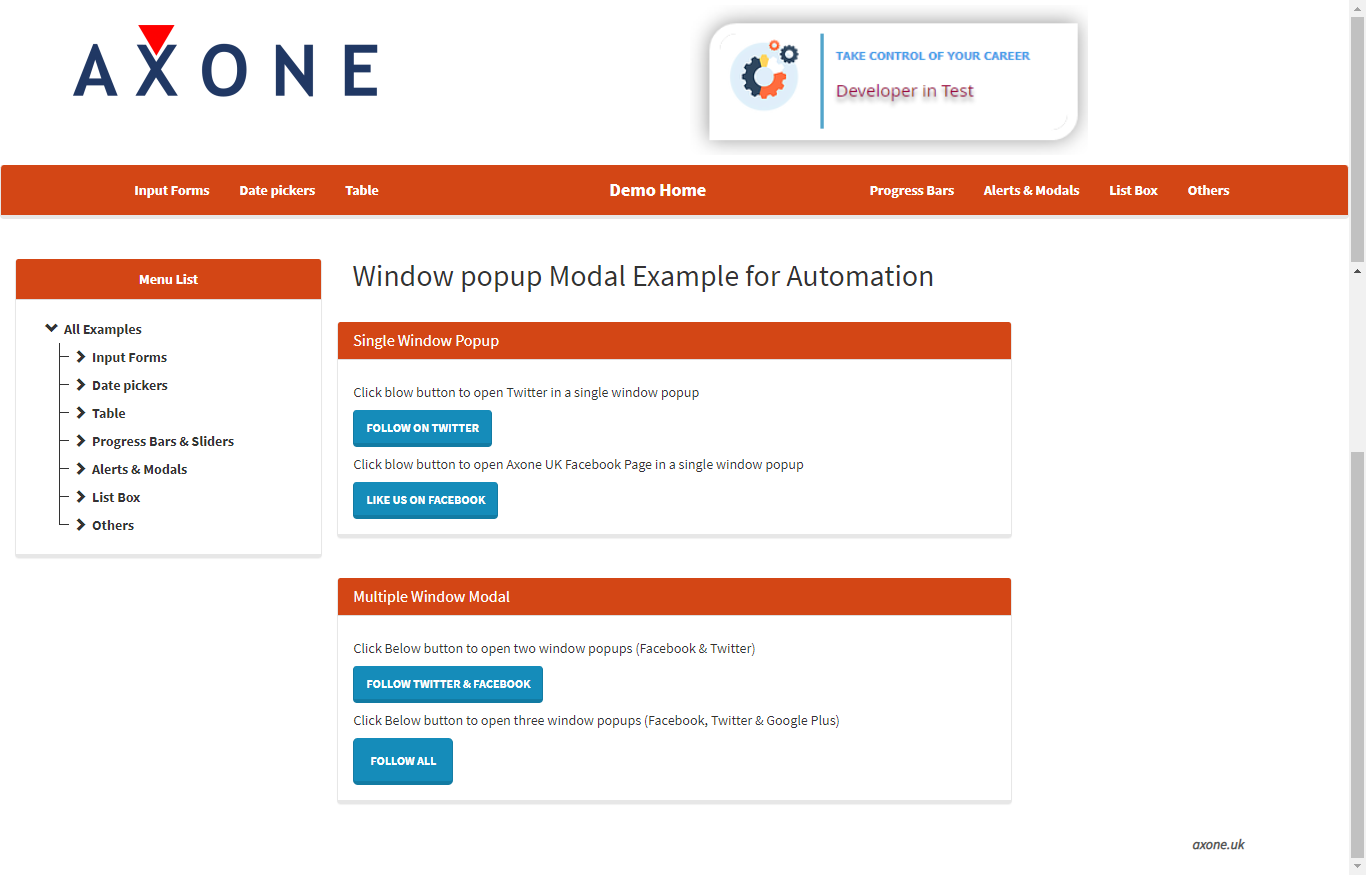 AXONE
TAKE CONTROL OF YOUR CAREER
Developer in Test
Input Forms Date pickers Table Demo Home Progress Bars Alerts & Modals List Box Others
Menu List
All Examples
Input Forms
Date pickers
Table
Progress Bars & Sliders
Alerts & Modals
List Box
Others
Window popup Modal Example for Automation
Single Window Popup
Click blow button to open Twitter in a single window popup
FOLLOW ON TWITTER
Click blow button to open Axone UK Facebook Page in a single window popup
LIKE US ON FACEBOOK
Multiple Window Modal
Click Below button to open two window popups (Facebook & Twitter)
FOLLOW TWITTER & FACEBOOK
Click Below button to open three window popups (Facebook, Twitter & Google Plus)
FOLLOW ALL
axone.uk